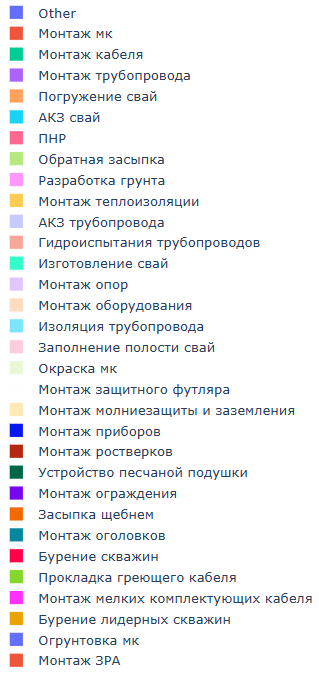 Other
Монтаж мк
Монтаж кабеля
Монтаж трубопровода
Погружение свай
АКЗ свай
ПНР
Обратная засыпка
Разработка грунта
Монтаж теплоизоляции
АКЗ трубопровода
Гидроиспытания трубопроводов
Изготовление свай
Монтаж опор
Монтаж оборудования
Изоляция трубопровода
Заполнение полости свай
Окраска мк
Монтаж защитного футляра
Монтаж молниезащиты и заземления
Монтаж приборов
Монтаж ростверков
Устройство песчаной подушки
Монтаж ограждения
Засыпка щебнем
Монтаж оголовков
Бурение скважин
Прокладка греющего кабеля
Монтаж мелких комплектующих кабеля
Бурение лидерных скважин
Огрунтовка мк
Монтаж ЗРА